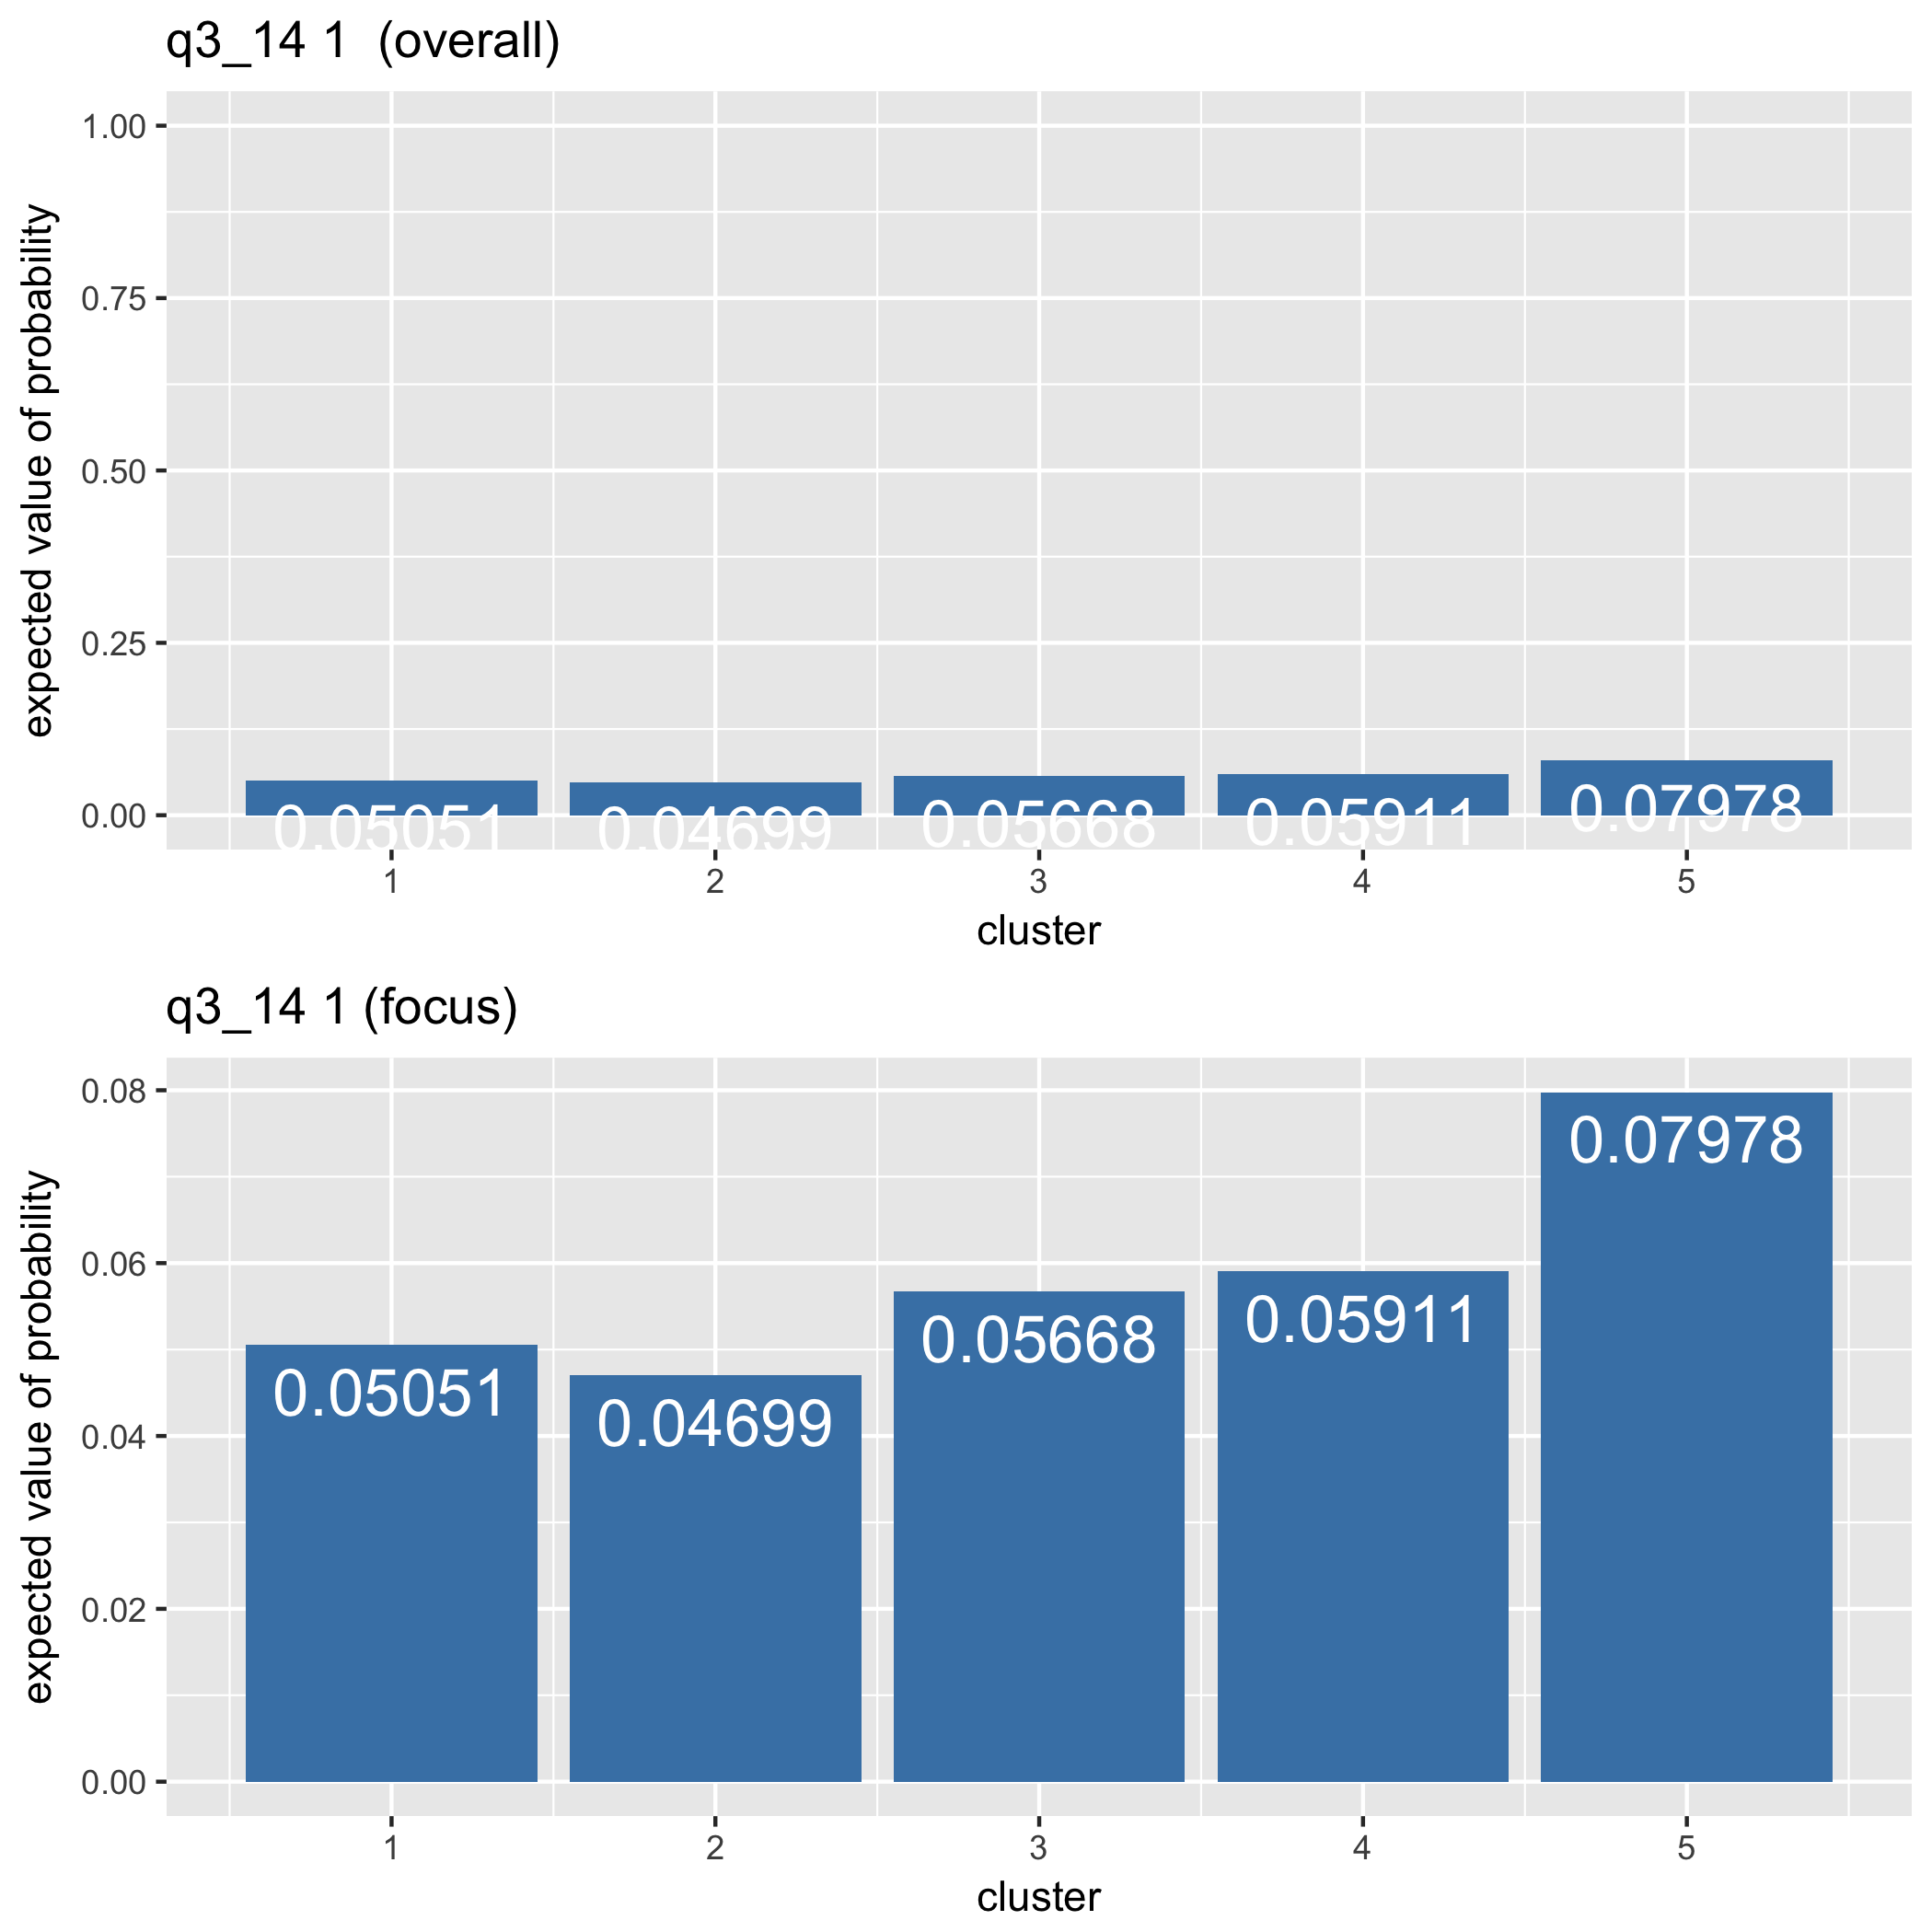 q3_14 1 (overall)
expected value of probability
1.00
0.75
0.50
0.25
0.00
0.05051
0.04699
0.05668
0.05911
0.07978
1 2 3 4 5
cluster
q3_14 1 (focus)
expected value of probability
0.08
0.06
0.04
0.02
0.00
0.05051
0.04699
0.05668
0.05911
0.07978
1 2 3 4 5
cluster